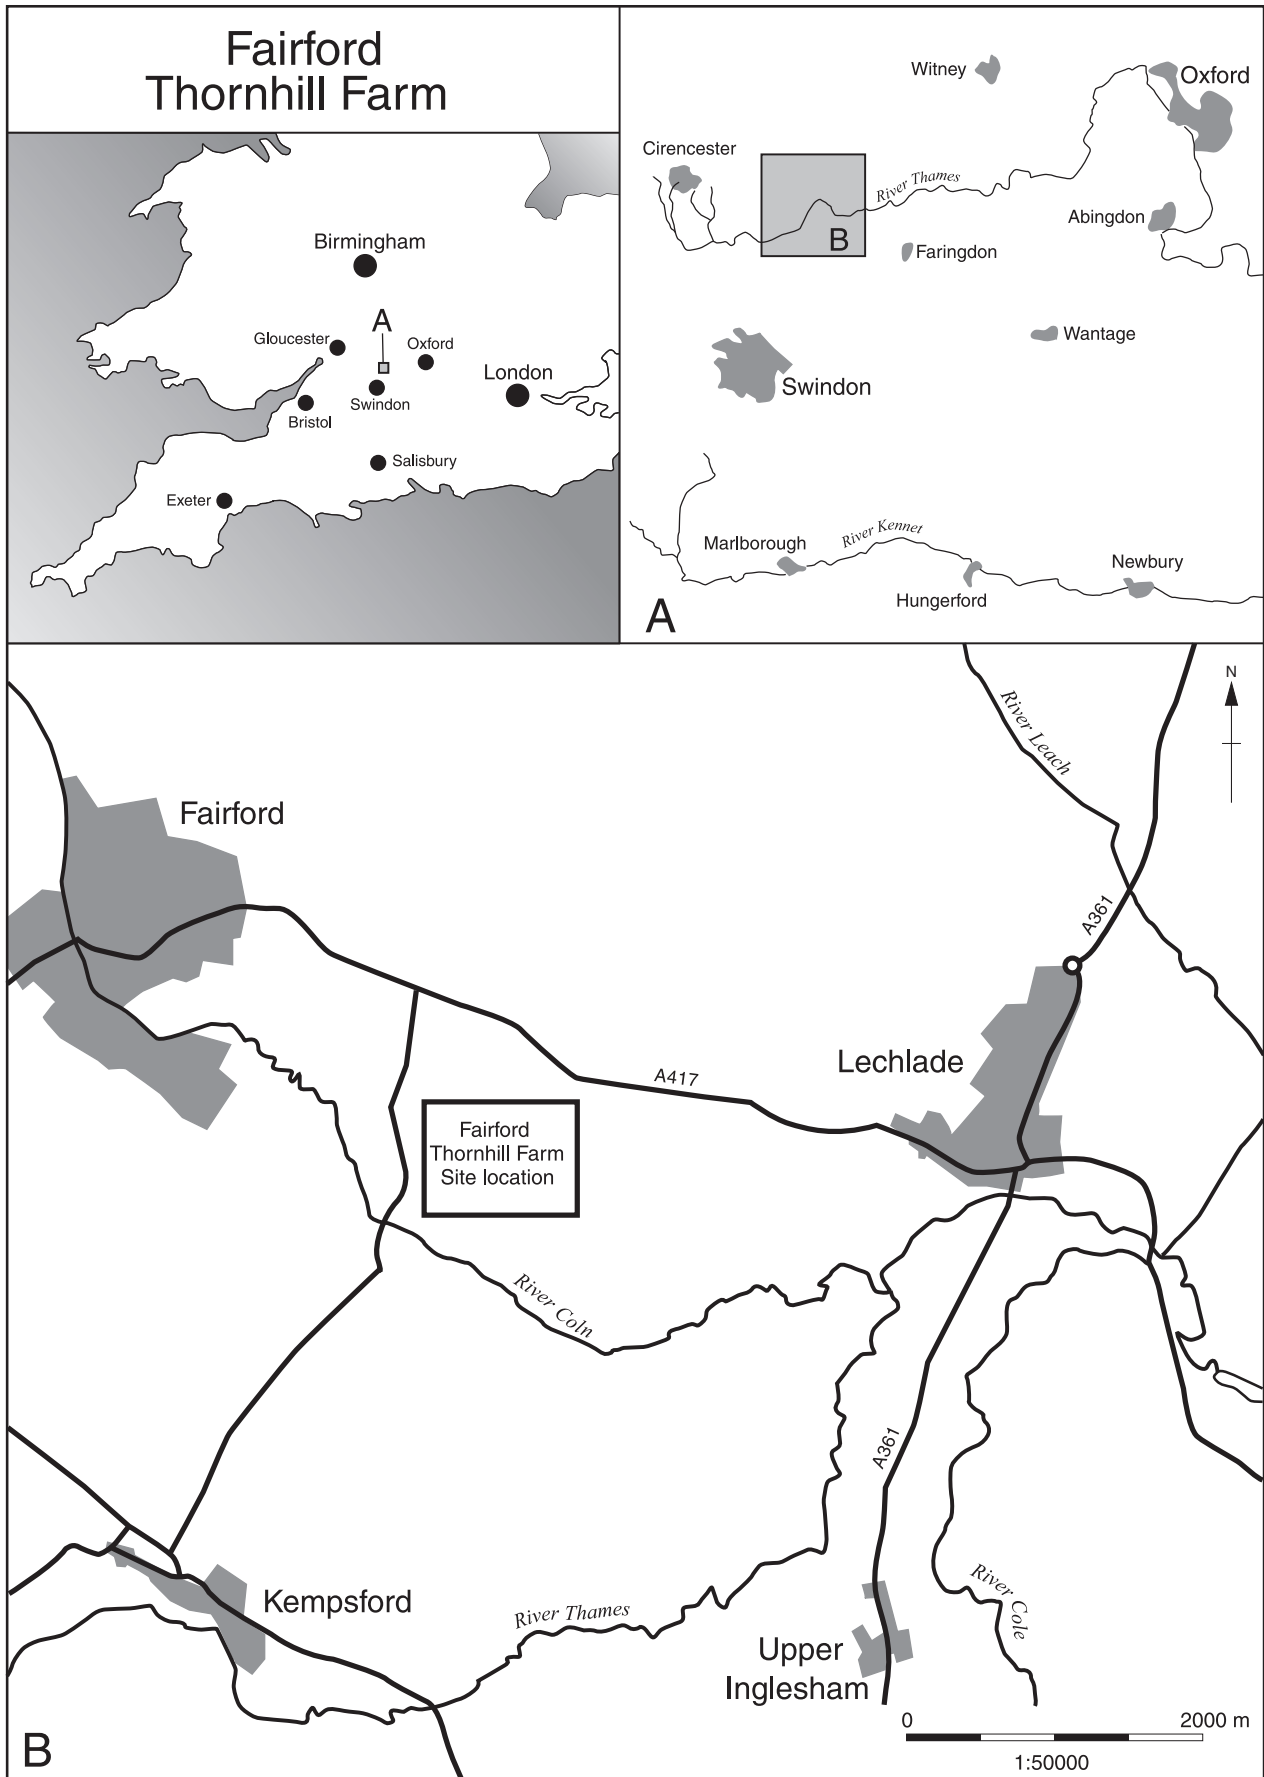 Fairford
Thornhill Farm
Birmingham
A
Gloucester
Oxford
London
Swindon
Bristol
Salisbury
Exeter
Witney
Oxford
Cirencester
River Thames
Abingdon
B
Faringdon
Wantage
Swindon
River Kennet
Marlborough
Newbury
Hungerford
A
N
River Leach
Fairford
A361
Lechlade
A417
Fairford
Thornhill Farm
Site location
River Coln
A361
River Cole
Kempsford
River Thames
Upper
Inglesham
0 2000 m
1:50000
B